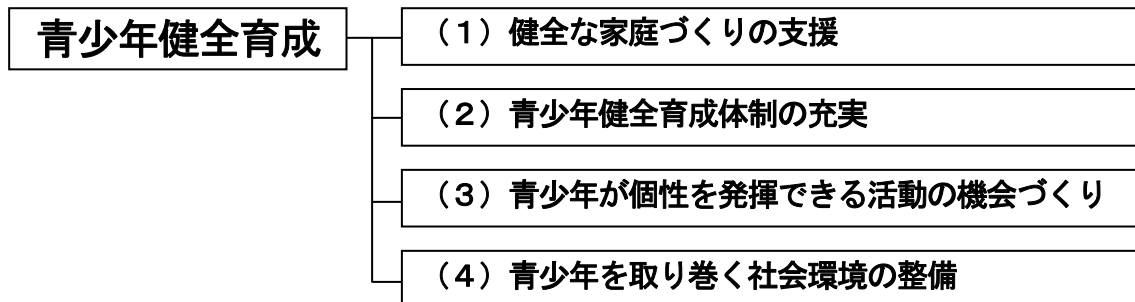 青少年健全育成
（１）健全な家庭づくりの支援
（２）青少年健全育成体制の充実
（３）青少年が個性を発揮できる活動の機会づくり
（４）青少年を取り巻く社会環境の整備